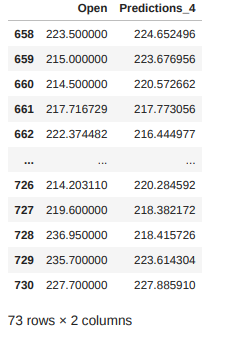 Open Predictions_4
658 223.500000 224.652496
659 215.000000 223.676956
660 214.500000 220.572662
661 217.716729 217.773056
662 222.374482 216.444977
... ... ...
726 214.203110 220.284592
727 219.600000 218.382172
728 236.950000 218.415726
729 235.700000 223.614304
730 227.700000 227.885910
73 rows × 2 columns